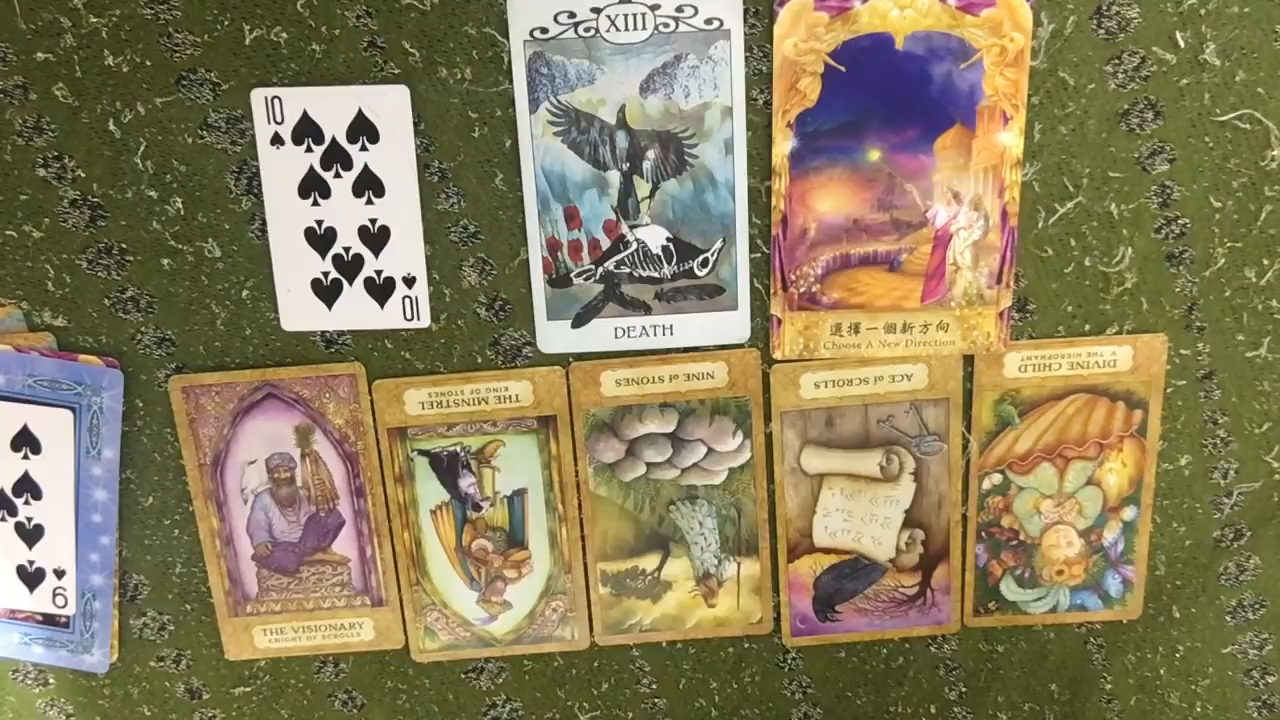 10
10
XIII
DEATH
選擇一個新方向
Choose A New Direction
THE VISIONARY
KNIGHT OF SCROLLS
THE MINSTREL
KING OF STONES
NINE of STONES
ACE of SCROLLS
DIVINE CHILD
V THE HIEROPHANT
9